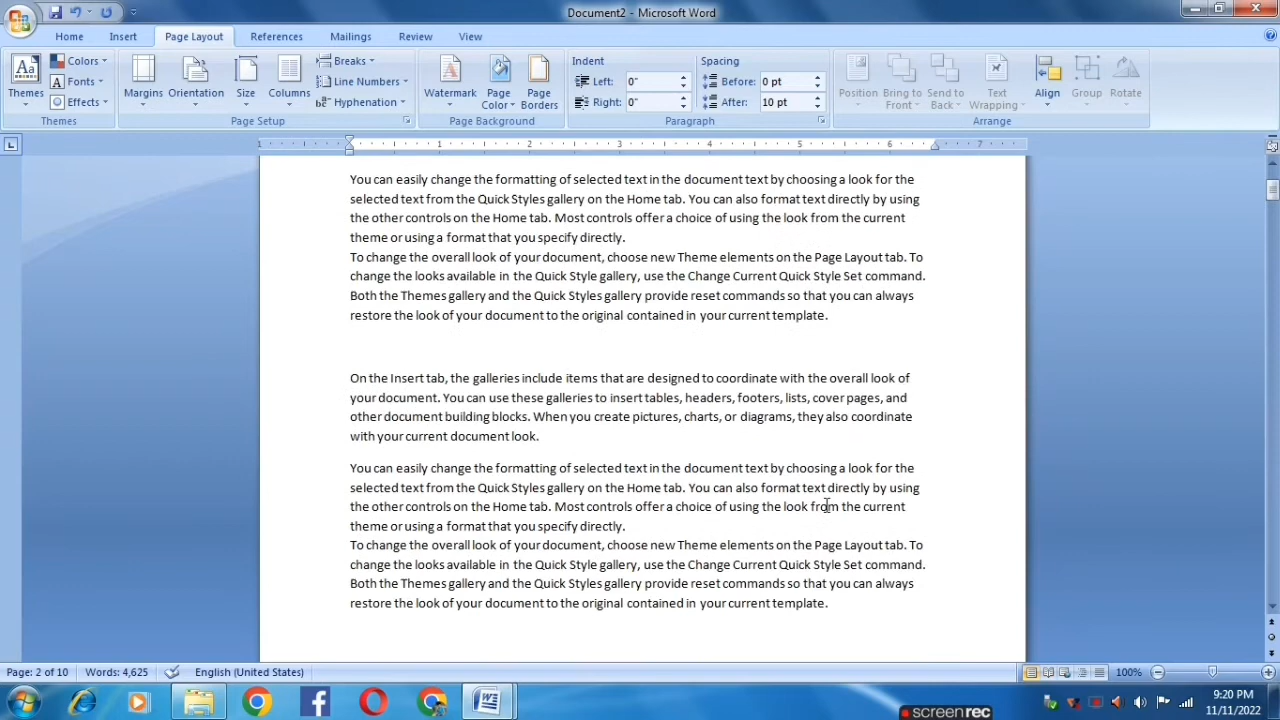 Document2 - Microsoft Word
Home Insert Page Layout References Mailings Review View
Themes
Colors
Fonts
Effects
Themes
Margins Orientation Size Columns
Breaks
Line Numbers
Hyphenation
Page Setup
Watermark Page Color Page Borders
Page Background
Indent
Left: 0"
Right: 0"
Spacing
Before: 0 pt
After: 10 pt
Paragraph
Position Bring to Front Send to Back Text Wrapping Align Group Rotate
Arrange
1 1 2 3 4 5 6 7
You can easily change the formatting of selected text in the document text by choosing a look for the
selected text from the Quick Styles gallery on the Home tab. You can also format text directly by using
the other controls on the Home tab. Most controls offer a choice of using the look from the current
theme or using a format that you specify directly.
To change the overall look of your document, choose new Theme elements on the Page Layout tab. To
change the looks available in the Quick Style gallery, use the Change Current Quick Style Set command.
Both the Themes gallery and the Quick Styles gallery provide reset commands so that you can always
restore the look of your document to the original contained in your current template.
On the Insert tab, the galleries include items that are designed to coordinate with the overall look of
your document. You can use these galleries to insert tables, headers, footers, lists, cover pages, and
other document building blocks. When you create pictures, charts, or diagrams, they also coordinate
with your current document look.
You can easily change the formatting of selected text in the document text by choosing a look for the
selected text from the Quick Styles gallery on the Home tab. You can also format text directly by using
the other controls on the Home tab. Most controls offer a choice of using the look from the current
theme or using a format that you specify directly.
To change the overall look of your document, choose new Theme elements on the Page Layout tab. To
change the looks available in the Quick Style gallery, use the Change Current Quick Style Set command.
Both the Themes gallery and the Quick Styles gallery provide reset commands so that you can always
restore the look of your document to the original contained in your current template.
Page: 2 of 10 Words: 4,625 English (United States) 100%
9:20 PM
11/11/2022
screenrec